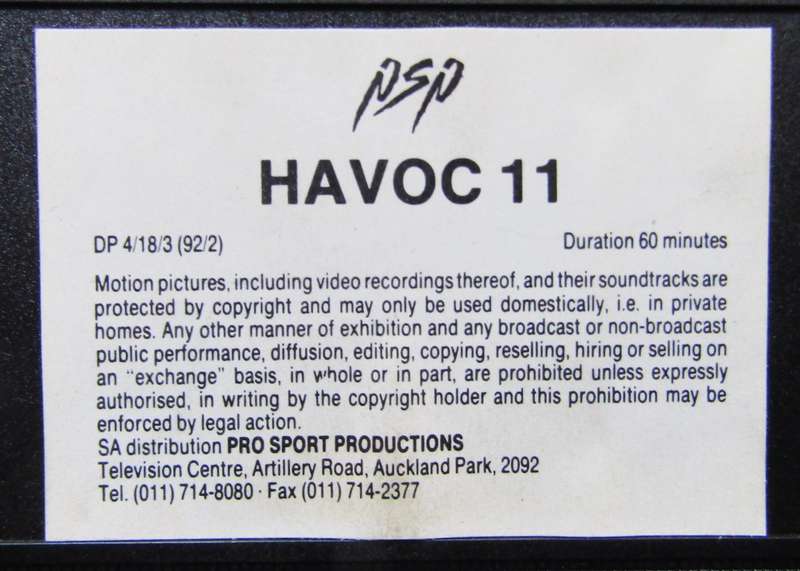 psp
HAVOC 11
DP 4/18/3 (92/2) Duration 60 minutes
Motion pictures, including video recordings thereof, and their soundtracks are
protected by copyright and may only be used domestically, i.e. in private
homes. Any other manner of exhibition and any broadcast or non-broadcast
public performance, diffusion, editing, copying, reselling, hiring or selling on
an "exchange" basis, in whole or in part, are prohibited unless expressly
authorised, in writing by the copyright holder and this prohibition may be
enforced by legal action.
SA distribution PRO SPORT PRODUCTIONS
Television Centre, Artillery Road, Auckland Park, 2092
Tel. (011) 714-8080 · Fax (011) 714-2377